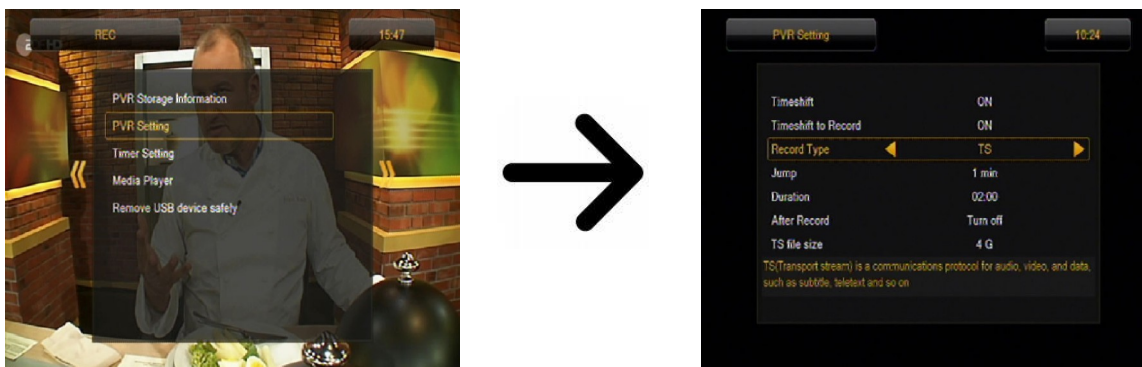 REC
15:47
PVR Storage Information
PVR Setting
Timer Setting
Media Player
Remove USB device safely
PVR Setting
10:24
Timeshift ON
Timeshift to Record ON
Record Type TS
Jump 1 min
Duration 02:00
After Record Turn off
TS file size 4 G
TS(Transport stream) is a communications protocol for audio, video, and data,
such as subtitle, teletext and so on